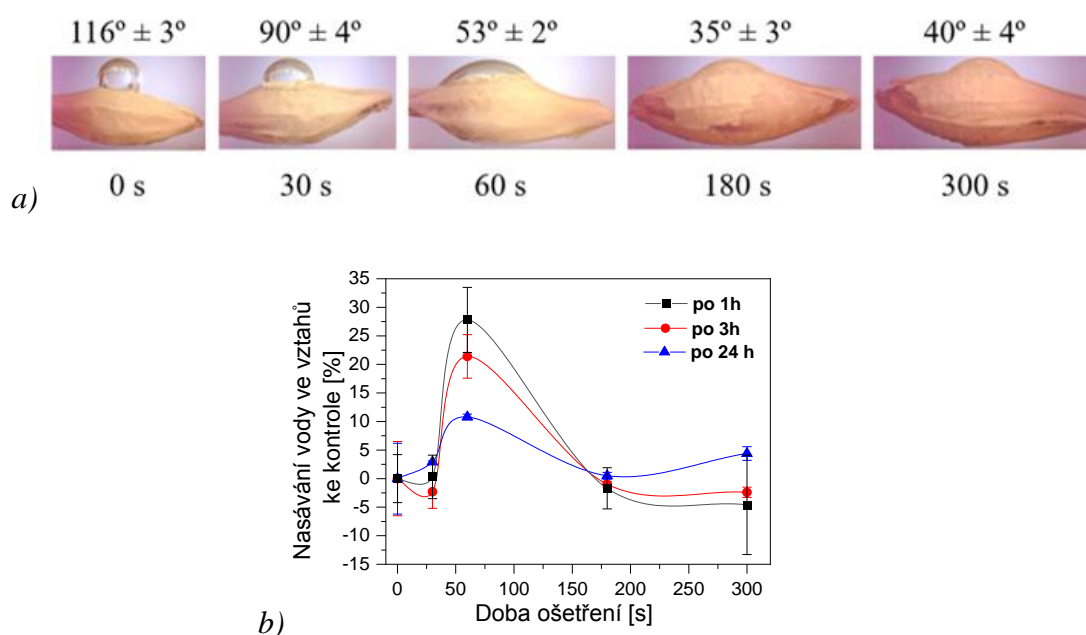 116º ± 3º 90º ± 4º 53º ± 2º 35º ± 3º 40º ± 4º
0 s 30 s 60 s 180 s 300 s
a)
35
30
25
20
15
10
5
0
-5
-10
-15
Nasávání vody ve vztahů
ke kontrole [%]
po 1h
po 3h
po 24 h
0 50 100 150 200 250 300
Doba ošetření [s]
b)